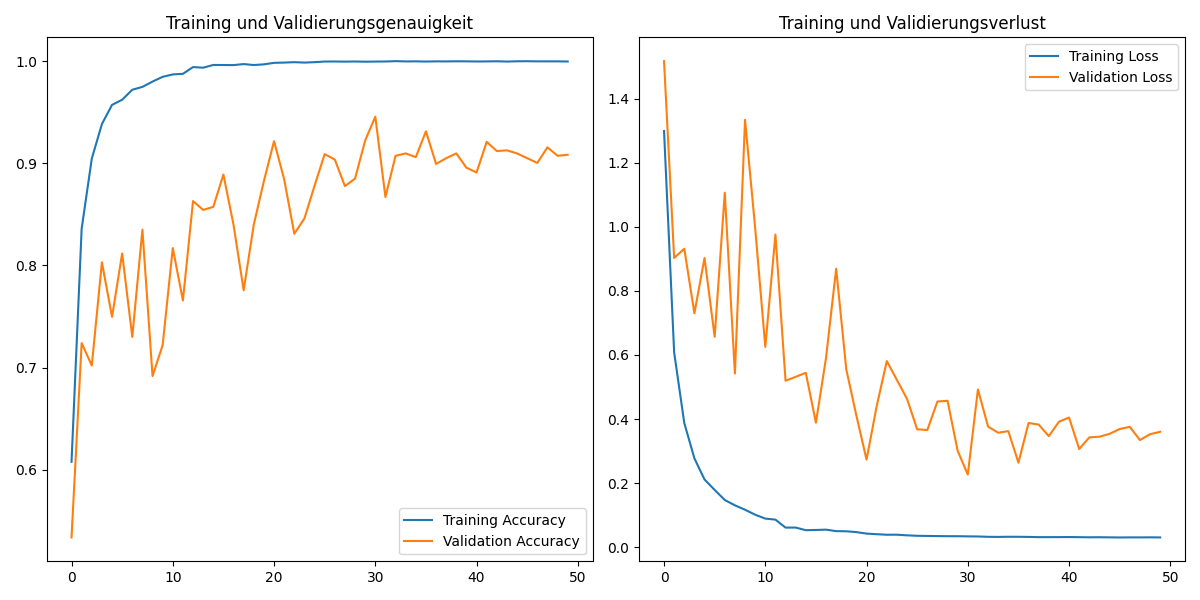 Training und Validierungsgenauigkeit
1.0
0.9
0.8
0.7
0.6
Training Accuracy
Validation Accuracy
0 10 20 30 40 50
Training und Validierungsverlust
Training Loss
Validation Loss
1.4
1.2
1.0
0.8
0.6
0.4
0.2
0.0
0 10 20 30 40 50